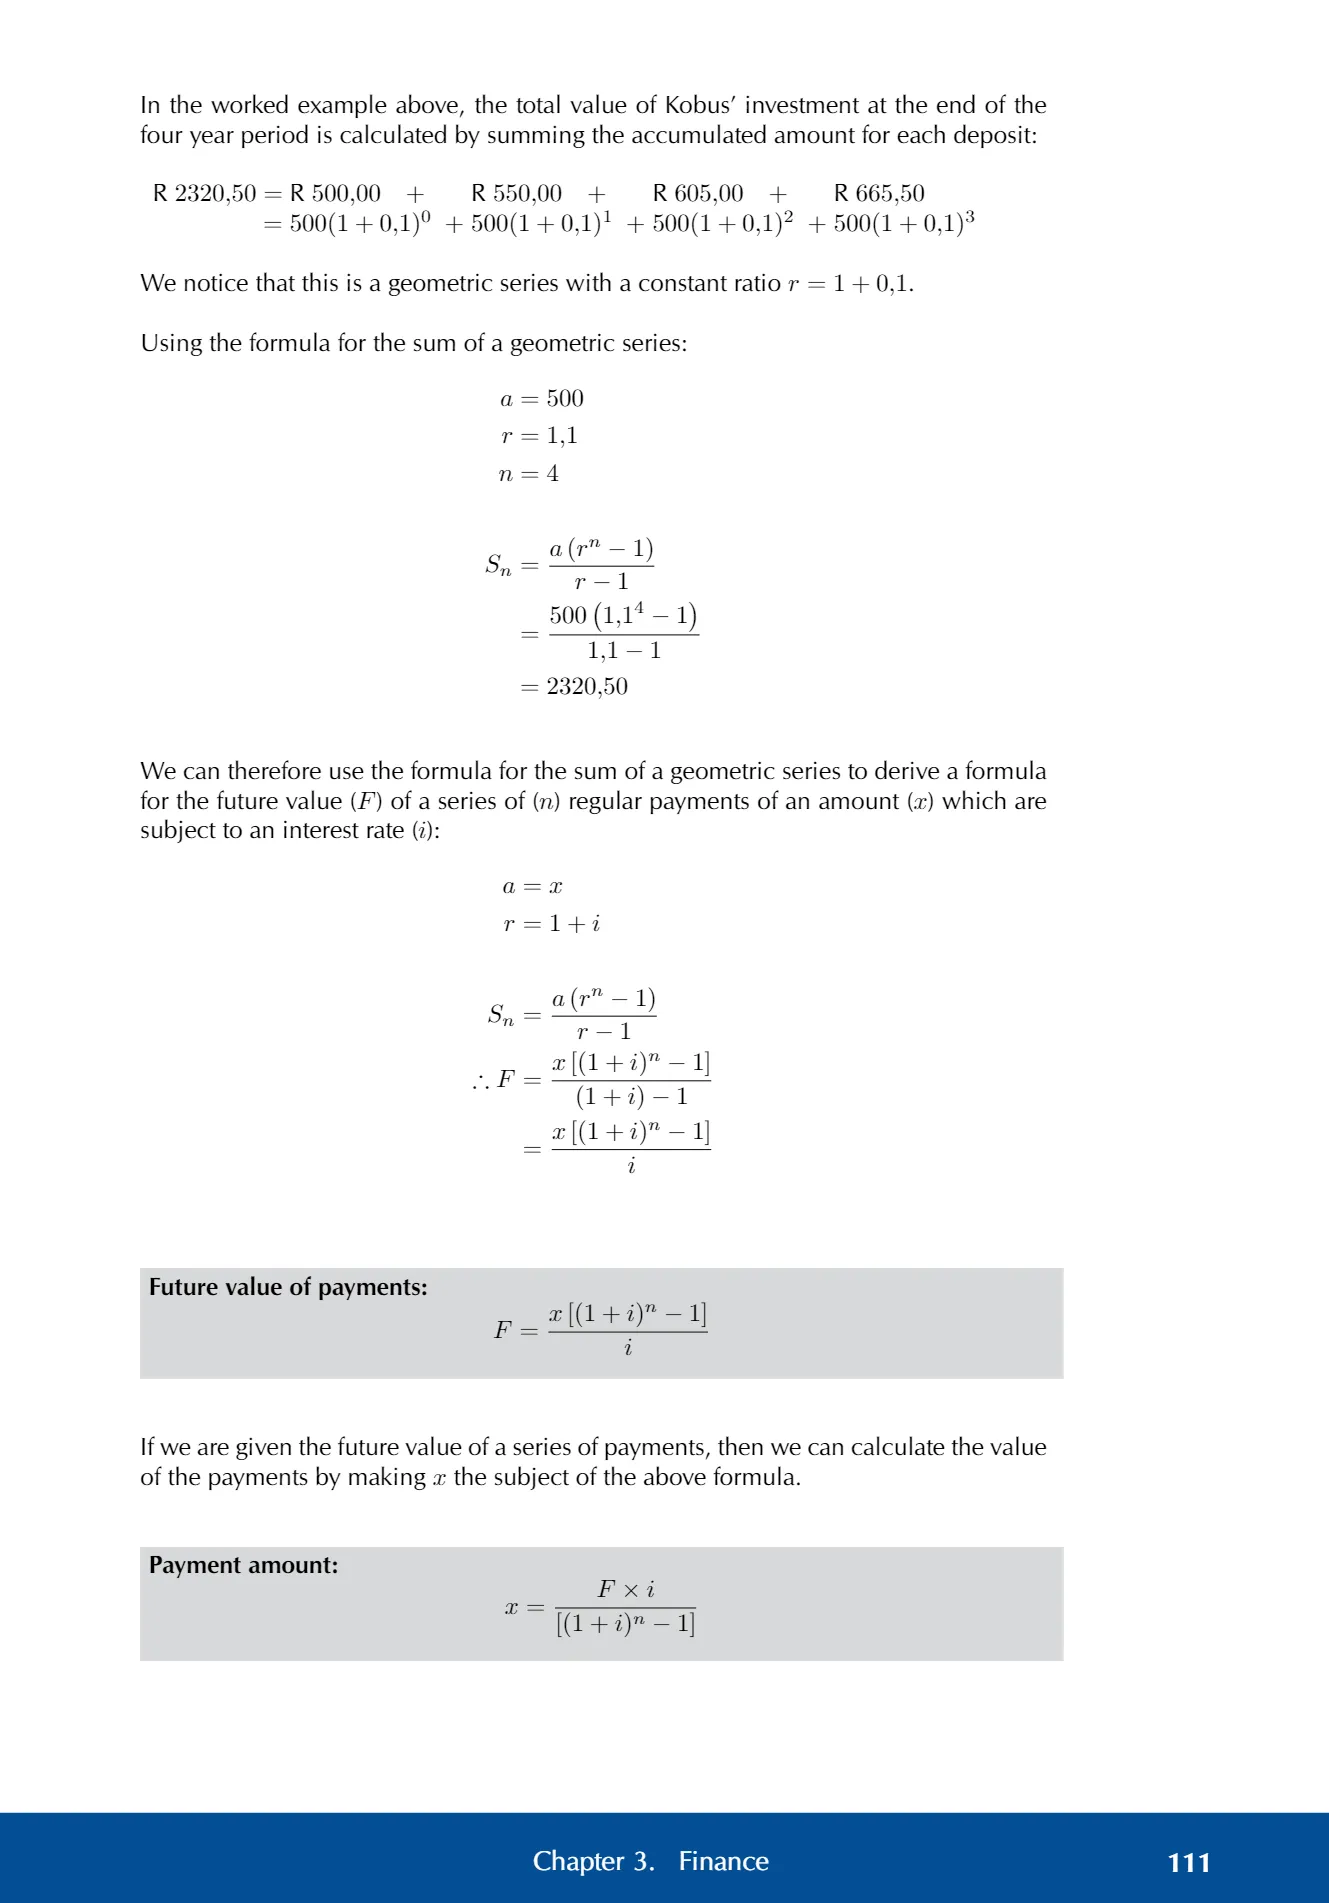 In the worked example above, the total value of Kobus’ investment at the end of the
four year period is calculated by summing the accumulated amount for each deposit:
R 2320,50 = R 500,00 + R 550,00 + R 605,00 + R 665,50
= 500(1 + 0,1)^0 + 500(1 + 0,1)^1 + 500(1 + 0,1)^2 + 500(1 + 0,1)^3
We notice that this is a geometric series with a constant ratio r = 1 + 0,1.
Using the formula for the sum of a geometric series:
a = 500
r = 1,1
n = 4
S_n = \frac{a (r^n − 1)}{r − 1}
= \frac{500 (1,1^4 − 1)}{1,1 − 1}
= 2320,50
We can therefore use the formula for the sum of a geometric series to derive a formula
for the future value (F) of a series of (n) regular payments of an amount (x) which are
subject to an interest rate (i):
a = x
r = 1 + i
S_n = \frac{a (r^n − 1)}{r − 1}
∴ F = \frac{x [(1 + i)^n − 1]}{(1 + i) − 1}
= \frac{x [(1 + i)^n − 1]}{i}
Future value of payments:
F = \frac{x [(1 + i)^n − 1]}{i}
If we are given the future value of a series of payments, then we can calculate the value
of the payments by making x the subject of the above formula.
Payment amount:
x = \frac{F × i}{[(1 + i)^n − 1]}
Chapter 3. Finance 111